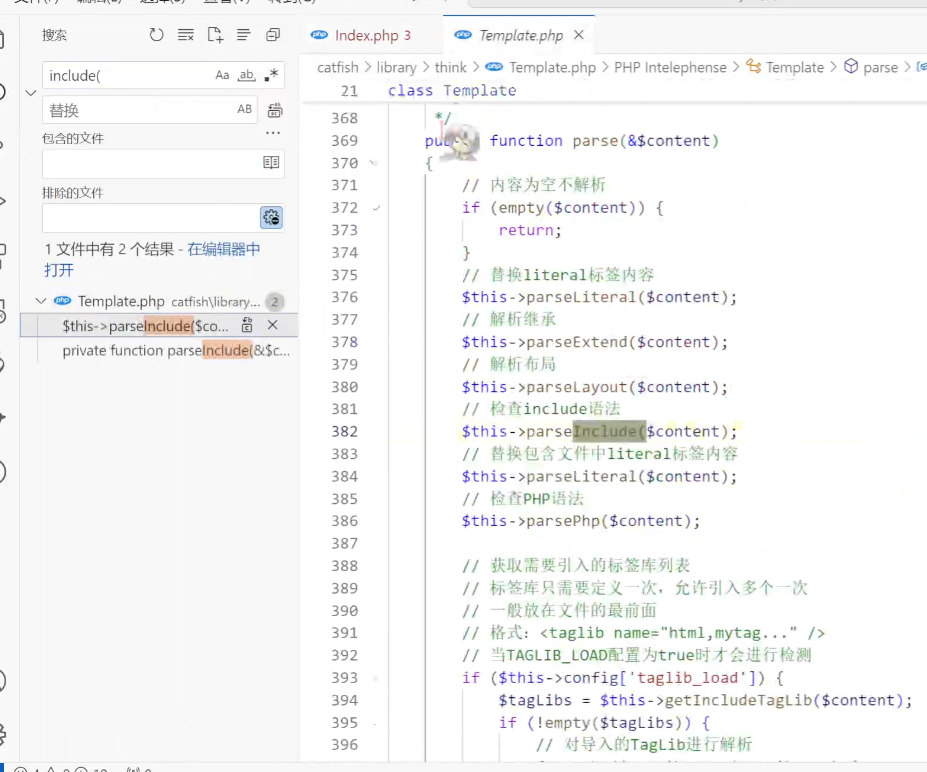 搜索
include(
Aa
ab
.*
替换
AB
包含的文件
...
排除的文件
1 文件中有 2 个结果 - 在编辑器中
打开
php Template.php catfish\library... 2
$this->parseInclude($co...
private function parseInclude(&$c...
php Index.php 3
php Template.php
catfish > library > think > php Template.php > PHP Intelephense > Template > parse >
21 class Template
368 */
369 function parse(&$content)
370 {
371 // 内容为空不解析
372 if (empty($content)) {
373 return;
374 }
375 // 替换literal标签内容
376 $this->parseLiteral($content);
377 // 解析继承
378 $this->parseExtend($content);
379 // 解析布局
380 $this->parseLayout($content);
381 // 检查include语法
382 $this->parseInclude($content);
383 // 替换包含文件中literal标签内容
384 $this->parseLiteral($content);
385 // 检查PHP语法
386 $this->parsePhp($content);
387
388 // 获取需要引入的标签库列表
389 // 标签库只需要定义一次，允许引入多个一次
390 // 一般放在文件的最前面
391 // 格式：<taglib name="html,mytag..." />
392 // 当TAGLIB_LOAD配置为true时才会进行检测
393 if ($this->config['taglib_load']) {
394 $tagLibs = $this->getIncludeTagLib($content);
395 if (!empty($tagLibs)) {
396 // 对导入的TagLib进行解析